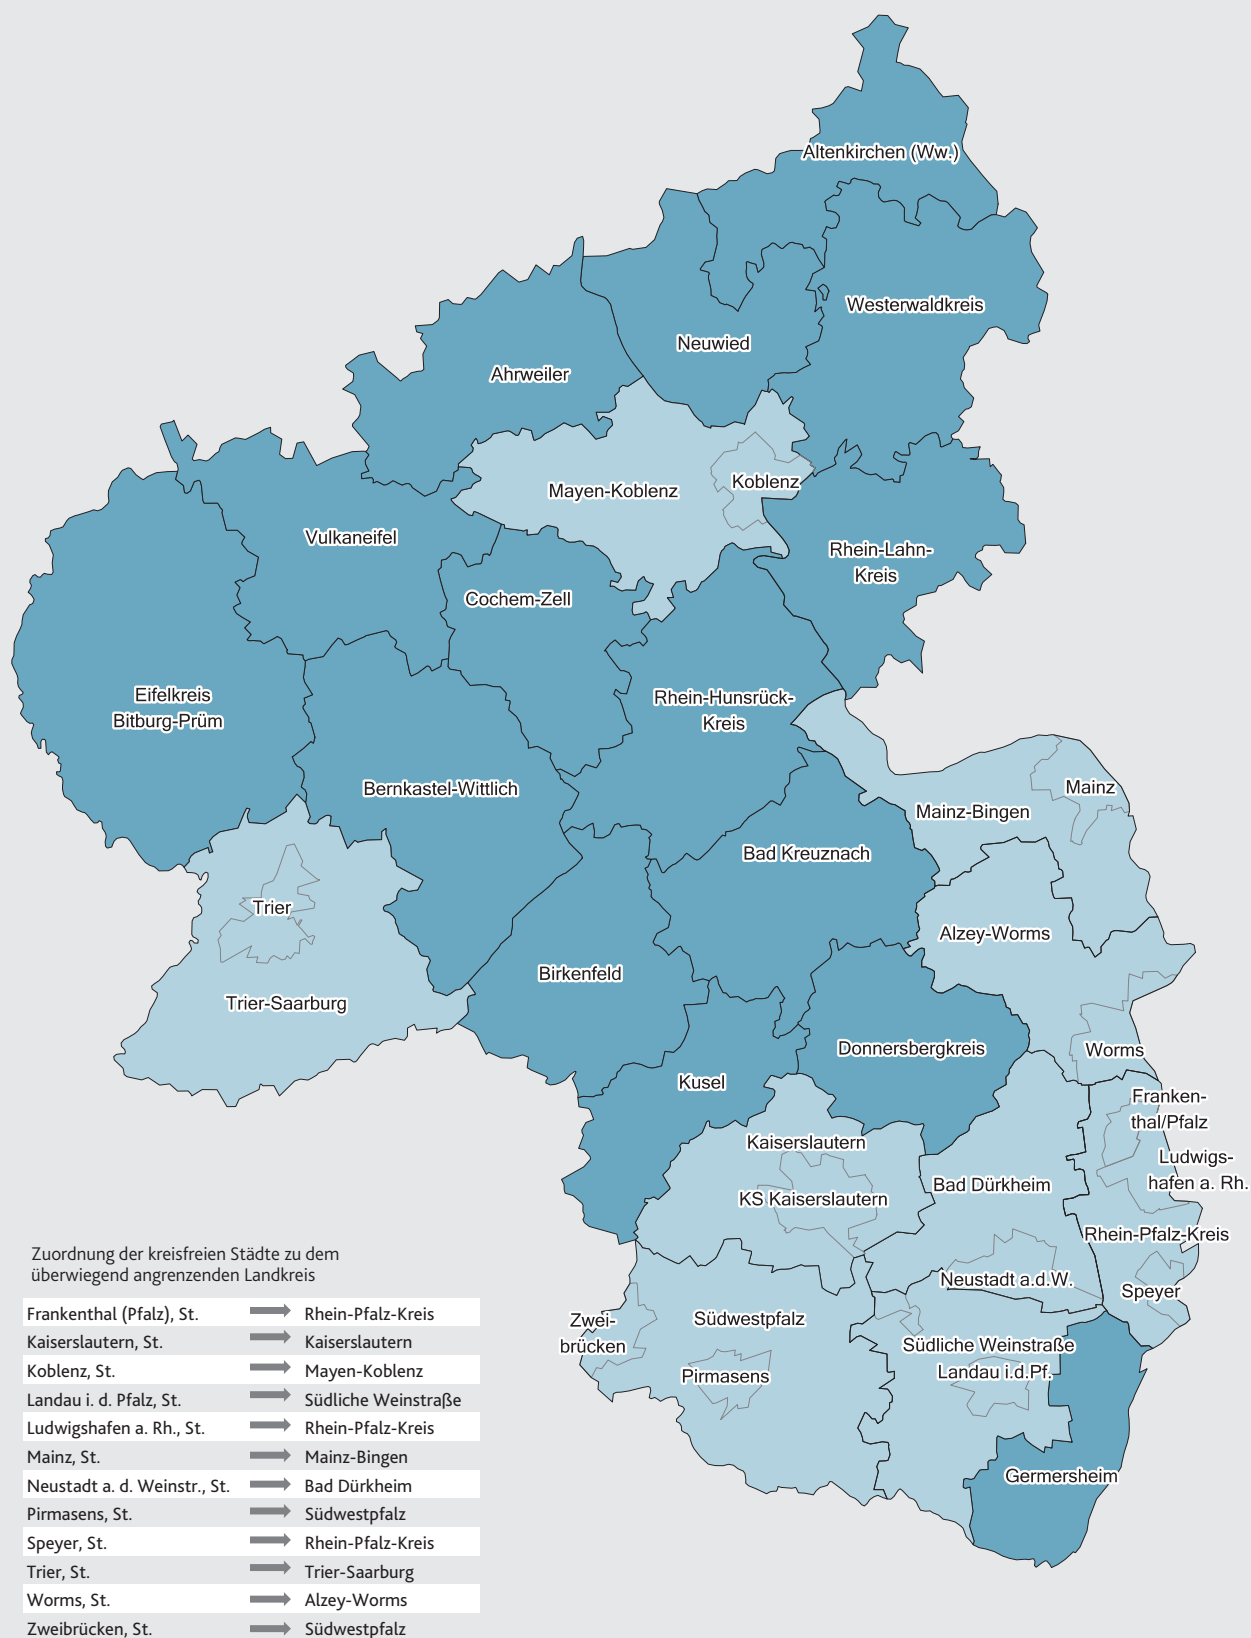 Altenkirchen (Ww.)
Westerwaldkreis
Neuwied
Ahrweiler
Mayen-Koblenz
Koblenz
Vulkaneifel
Rhein-Lahn-
Kreis
Cochem-Zell
Eifelkreis
Bitburg-Prüm
Rhein-Hunsrück-
Kreis
Bernkastel-Wittlich
Mainz
Mainz-Bingen
Bad Kreuznach
Trier
Alzey-Worms
Birkenfeld
Trier-Saarburg
Donnersbergkreis
Worms
Kusel
Franken-
thal/Pfalz
Kaiserslautern
Ludwigs-
hafen a. Rh.
KS Kaiserslautern
Bad Dürkheim
Rhein-Pfalz-Kreis
Neustadt a.d.W.
Speyer
Zwei-
brücken
Südwestpfalz
Südliche Weinstraße
Landau i.d.Pf.
Pirmasens
Germersheim
Zuordnung der kreisfreien Städte zu dem
überwiegend angrenzenden Landkreis
Frankenthal (Pfalz), St. Rhein-Pfalz-Kreis
Kaiserslautern, St. Kaiserslautern
Koblenz, St. Mayen-Koblenz
Landau i. d. Pfalz, St. Südliche Weinstraße
Ludwigshafen a. Rh., St. Rhein-Pfalz-Kreis
Mainz, St. Mainz-Bingen
Neustadt a. d. Weinstr., St. Bad Dürkheim
Pirmasens, St. Südwestpfalz
Speyer, St. Rhein-Pfalz-Kreis
Trier, St. Trier-Saarburg
Worms, St. Alzey-Worms
Zweibrücken, St. Südwestpfalz